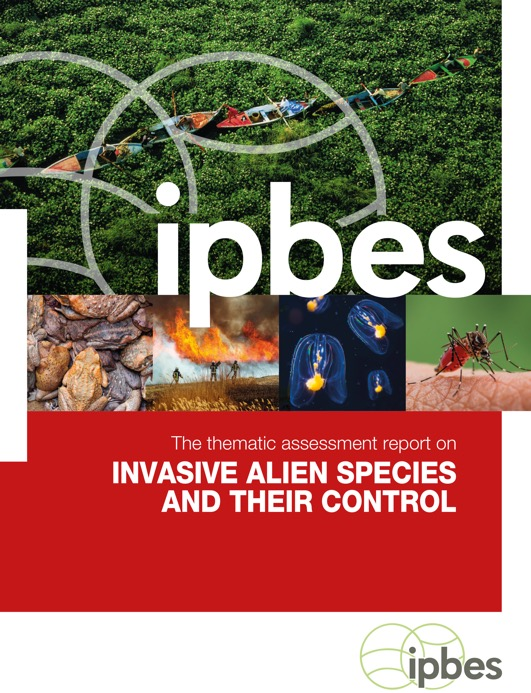 ipbes
The thematic assessment report on
INVASIVE ALIEN SPECIES
AND THEIR CONTROL
ipbes